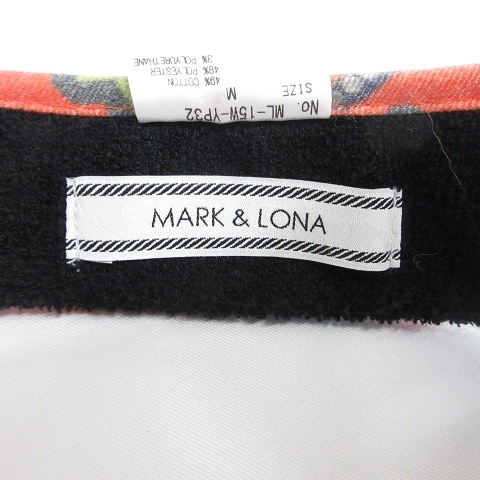 No. ML-15W-YP32
SIZE M
49% COTTON
48% POLYESTER
3% POLYURETHANE
MARK & LONA